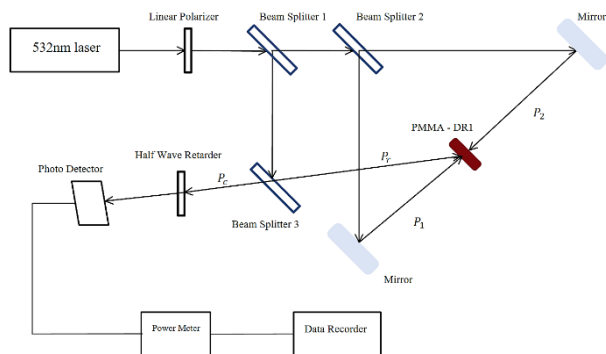 Linear Polarizer
Beam Splitter 1
Beam Splitter 2
Mirror
532nm laser
P2
PMMA - DR1
Half Wave Retarder
Photo Detector
Pc
Pr
Beam Splitter 3
P1
Mirror
Power Meter
Data Recorder